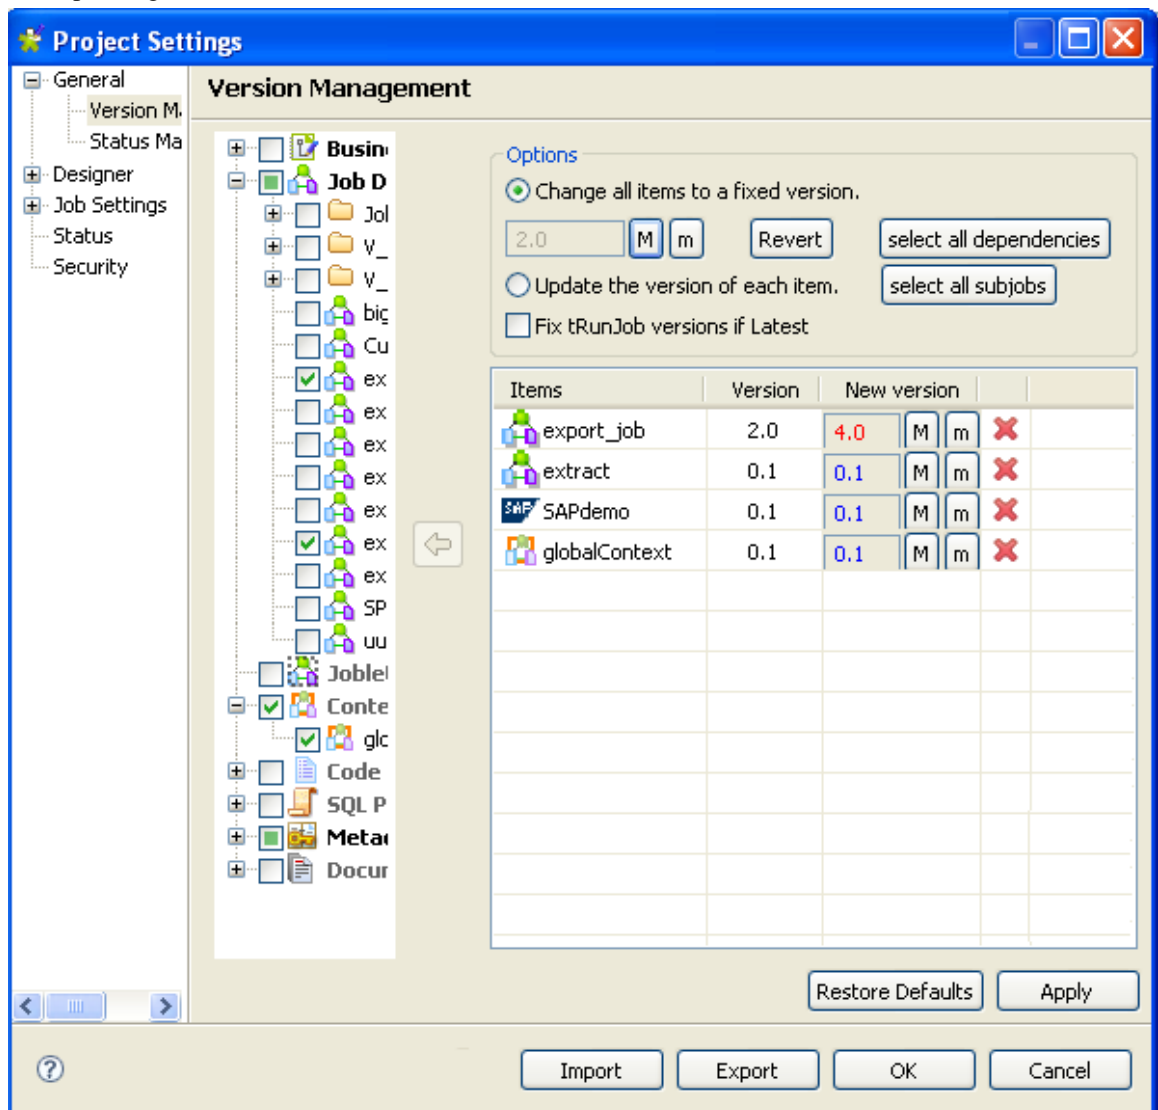 Project Settings
General
Version M
Status Ma
Designer
Job Settings
Status
Security
Version Management
Busin
Job D
Jol
V_
V_
big
Cu
ex
ex
ex
ex
ex
ex
ex
SP
uu
Joble
Conte
glo
Code
SQL P
Meta
Docur
Options
Change all items to a fixed version.
2.0 M m Revert select all dependencies
Update the version of each item. select all subjobs
Fix tRunJob versions if Latest
Items Version New version
export_job 2.0 4.0 M m
extract 0.1 0.1 M m
SAP SAPdemo 0.1 0.1 M m
globalContext 0.1 0.1 M m
Restore Defaults Apply
? Import Export OK Cancel